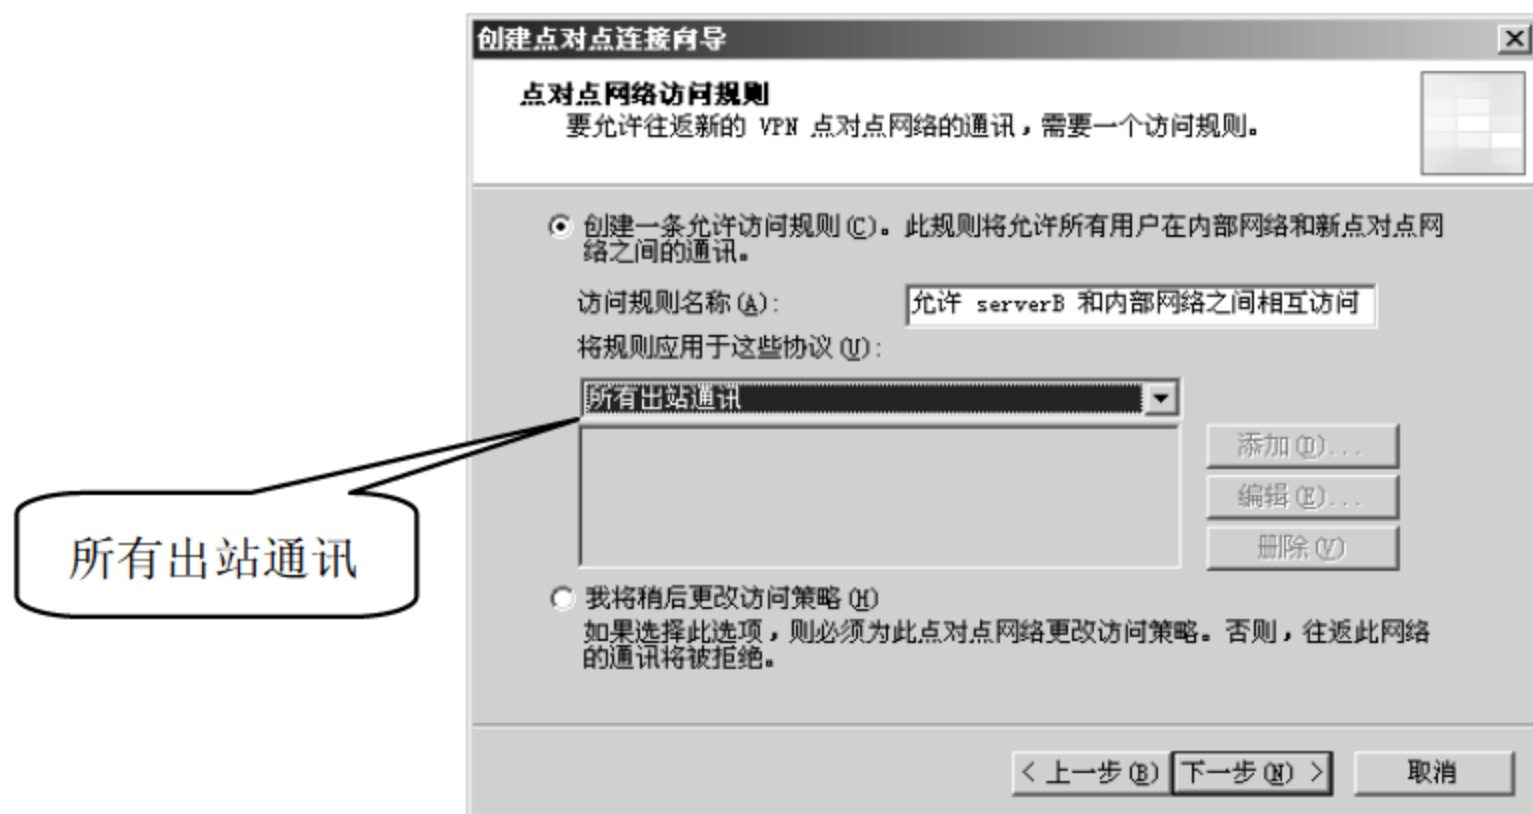 创建点对点连接向导
点对点网络访问规则
要允许往返新的 VPN 点对点网络的通讯，需要一个访问规则。
创建一条允许访问规则(C)。此规则将允许所有用户在内部网络和新点对点网
络之间的通讯。
访问规则名称(A):
允许 serverB 和内部网络之间相互访问
将规则应用于这些协议(U):
所有出站通讯
添加(D)...
编辑(E)...
册除(V)
所有出站通讯
我将稍后更改访问策略(H)
如果选择此选项，则必须为此点对点网络更改访问策略。否则，往返此网络
的通讯将被拒绝。
< 上一步(B)
下一步(N) >
取消